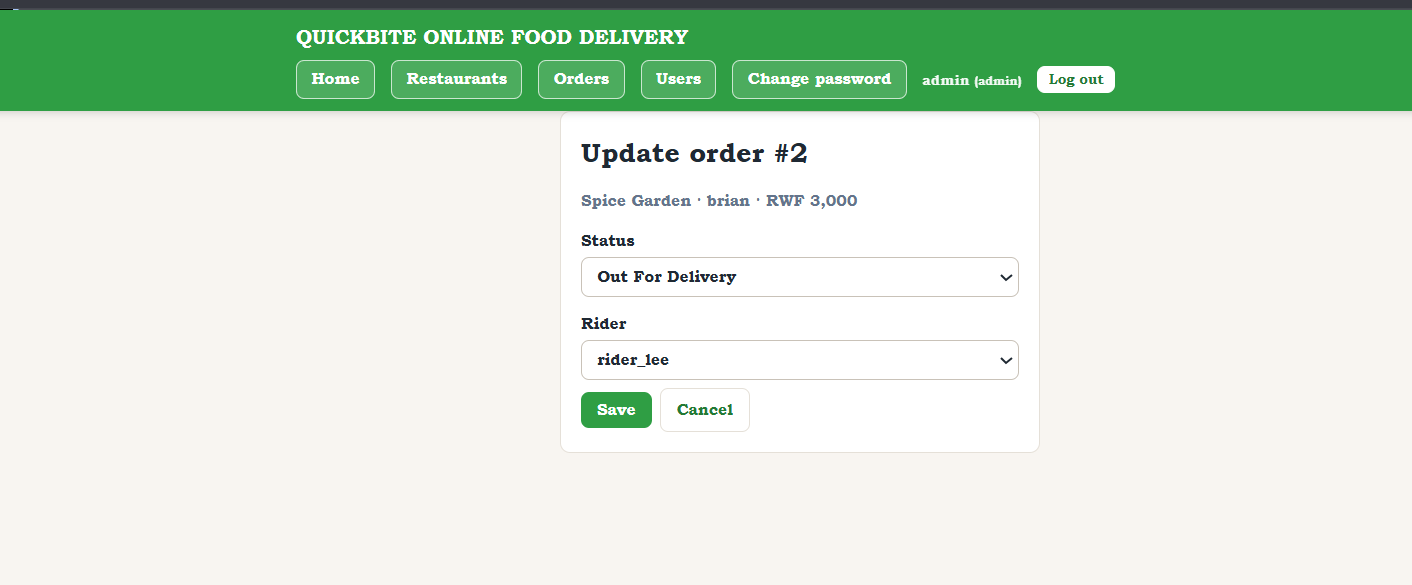 QUICKBITE ONLINE FOOD DELIVERY
Home Restaurants Orders Users Change password admin (admin) Log out
Update order #2
Spice Garden · brian · RWF 3,000
Status
Out For Delivery
Rider
rider_lee
Save Cancel